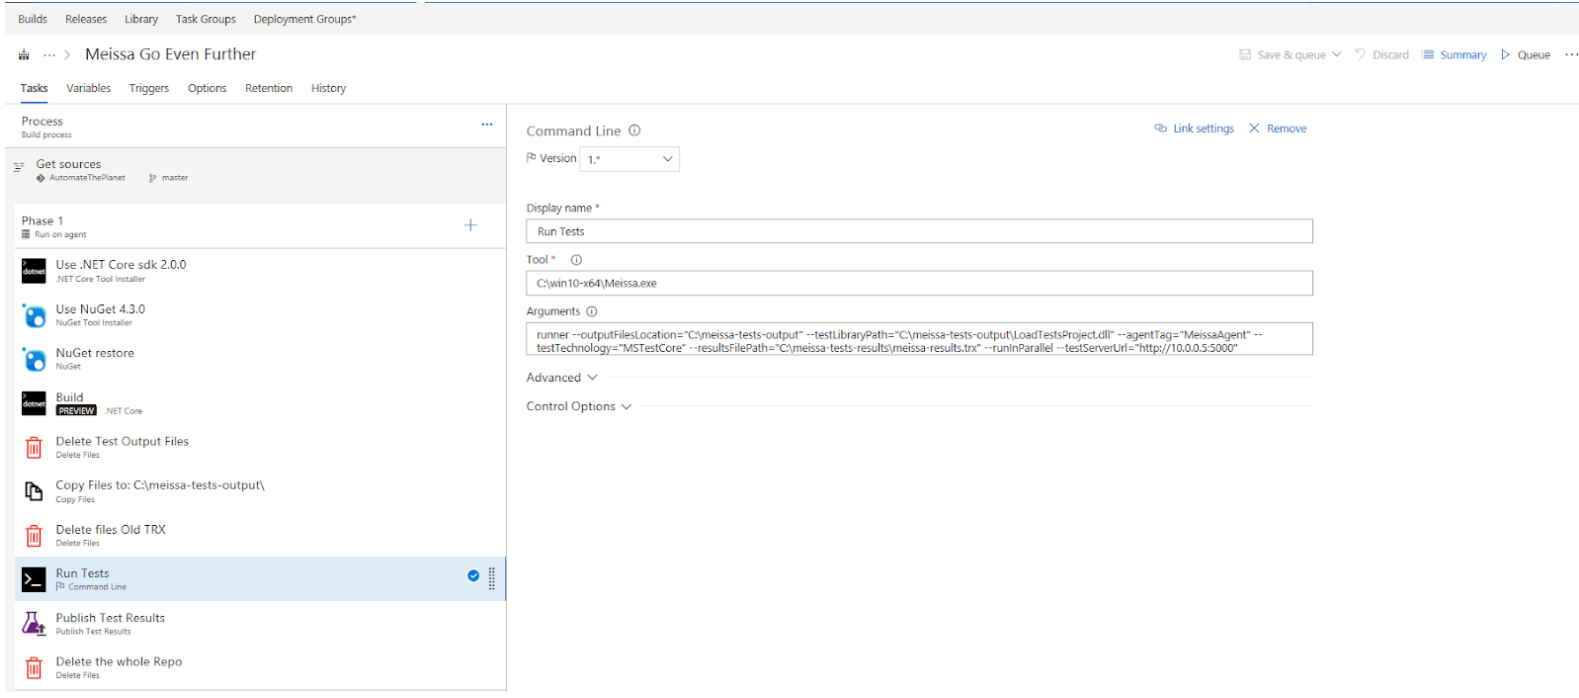 Builds Releases Library Task Groups Deployment Groups*
··· > Meissa Go Even Further
Save & queue Discard Summary Queue ···
Tasks Variables Triggers Options Retention History
Process
Build process
···
Get sources
AutomateThePlanet master
Phase 1
Run on agent
+
dotnet
Use .NET Core sdk 2.0.0
.NET Core Tool Installer
Use NuGet 4.3.0
NuGet Tool Installer
NuGet restore
NuGet
dotnet
Build
PREVIEW .NET Core
Delete Test Output Files
Delete Files
Copy Files to: C:\meissa-tests-output\
Copy Files
Delete files Old TRX
Delete Files
Run Tests
Command Line
Publish Test Results
Publish Test Results
Delete the whole Repo
Delete Files
Command Line
Link settings Remove
Version 1.*
Display name *
Run Tests
Tool *
C:\win10-x64\Meissa.exe
Arguments
runner --outputFilesLocation="C:\meissa-tests-output" --testLibraryPath="C:\meissa-tests-output\LoadTestsProject.dll" --agentTag="MeissaAgent" --
testTechnology="MSTestCore" --resultsFilePath="C:\meissa-tests-results\meissa-results.trx" --runInParallel --testServerUrl="http://10.0.0.5:5000"
Advanced
Control Options